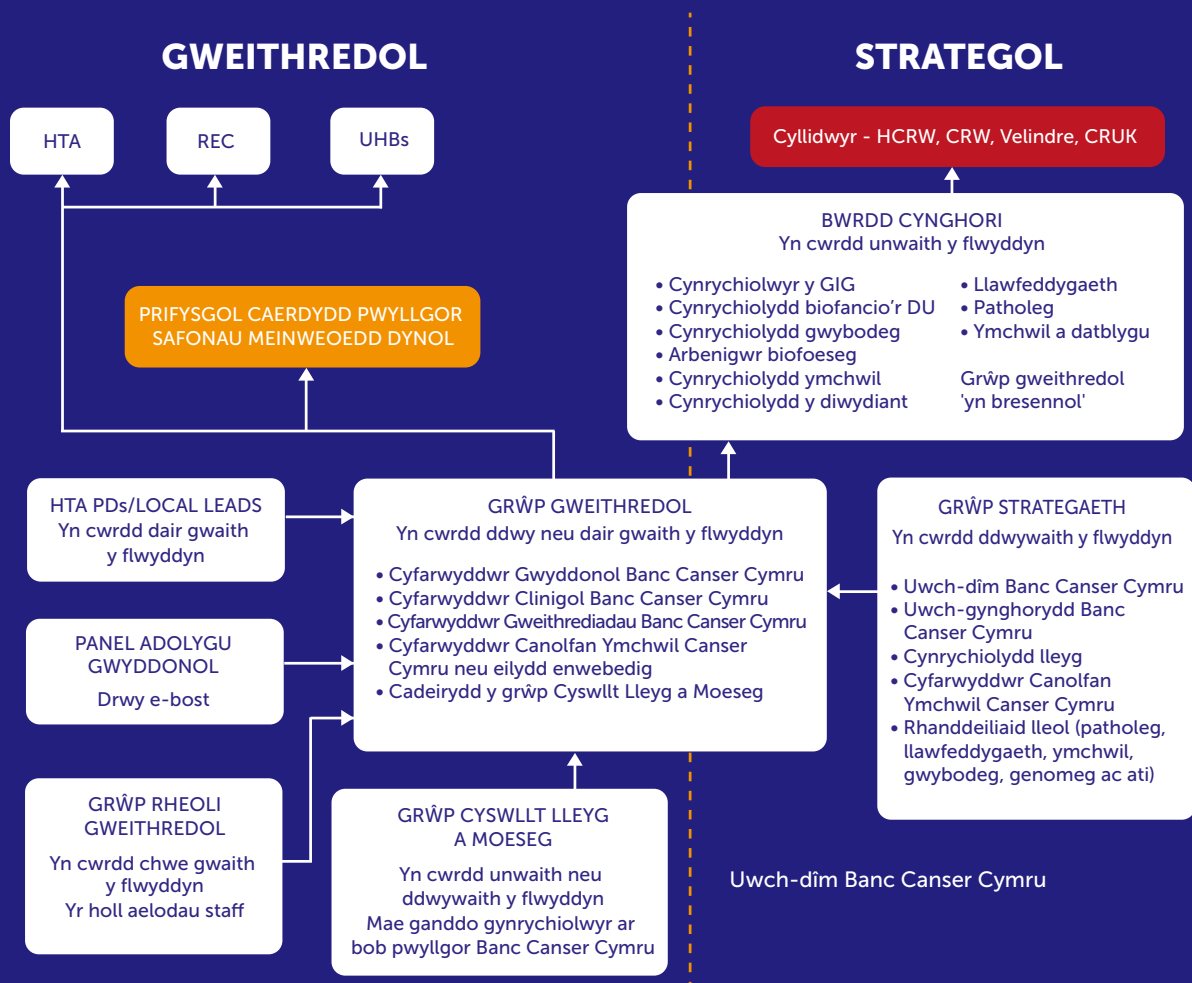 GWEITHREDOL
STRATEGOL
HTA
REC
UHBs
Cyllidwyr - HCRW, CRW, Velindre, CRUK
BWRDD CYNGHORI
Yn cwrdd unwaith y flwyddyn
• Cynrychiolwyr y GIG
• Cynrychiolydd biofancio'r DU
• Cynrychiolydd gwybodeg
• Arbenigwr biofoeseg
• Cynrychiolydd ymchwil
• Cynrychiolydd y diwydiant
• Llawfeddygaeth
• Patholeg
• Ymchwil a datblygu
Grŵp gweithredol
'yn bresennol'
PRIFYSGOL CAERDYDD PWYLLGOR
SAFONAU MEINWEOEDD DYNOL
HTA PDs/LOCAL LEADS
Yn cwrdd dair gwaith
y flwyddyn
GRŴP GWEITHREDOL
Yn cwrdd ddwy neu dair gwaith y flwyddyn
• Cyfarwyddwr Gwyddonol Banc Canser Cymru
• Cyfarwyddwr Clinigol Banc Canser Cymru
• Cyfarwyddwr Gweithrediadau Banc Canser Cymru
• Cyfarwyddwr Canolfan Ymchwil Canser
Cymru neu eilydd enwebedig
• Cadeirydd y grŵp Cyswllt Lleyg a Moeseg
GRŴP STRATEGAETH
Yn cwrdd ddwywaith y flwyddyn
• Uwch-dîm Banc Canser Cymru
• Uwch-gynghorydd Banc
Canser Cymru
• Cynrychiolydd lleyg
• Cyfarwyddwr Canolfan
Ymchwil Canser Cymru
• Rhanddeiliaid lleol (patholeg,
llawfeddygaeth, ymchwil,
gwybodeg, genomeg ac ati)
PANEL ADOLYGU
GWYDDONOL
Drwy e-bost
GRŴP RHEOLI
GWEITHREDOL
Yn cwrdd chwe gwaith
y flwyddyn
Yr holl aelodau staff
GRŴP CYSWLLT LLEYG
A MOESEG
Yn cwrdd unwaith neu
ddwywaith y flwyddyn
Mae ganddo gynrychiolwyr ar
bob pwyllgor Banc Canser Cymru
Uwch-dîm Banc Canser Cymru